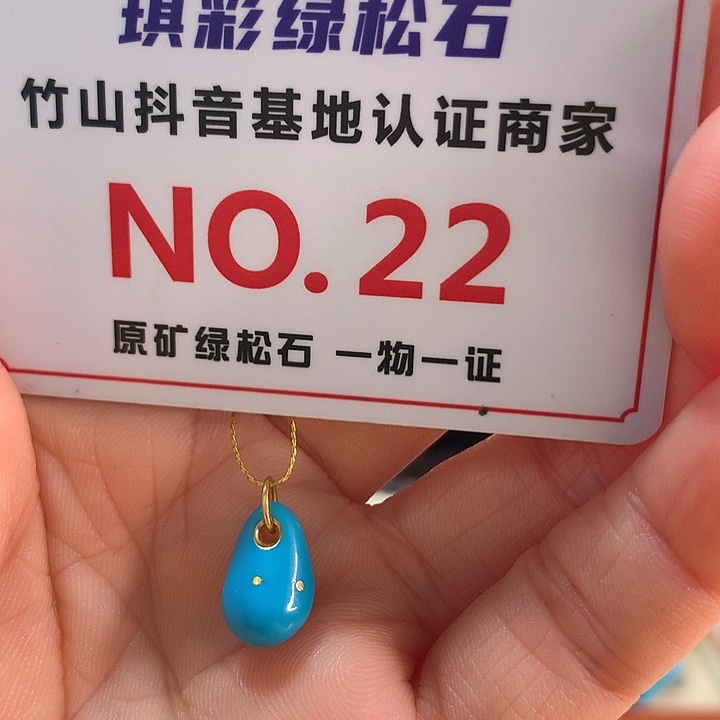 琪彩绿松石
竹山抖音基地认证商家
NO.22
原矿绿松石 一物一证